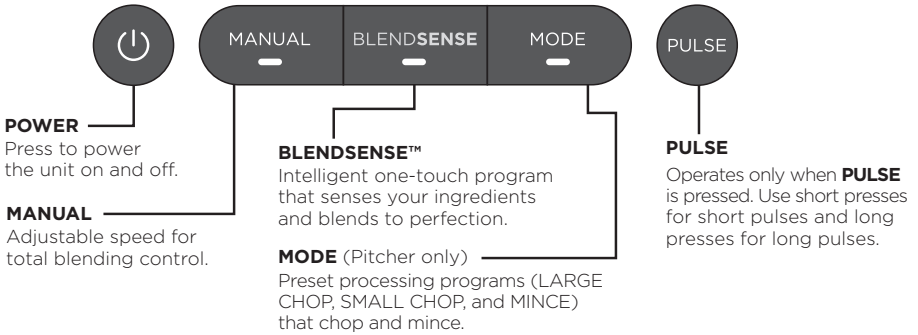 MANUAL
BLENDSENSE
MODE
PULSE
POWER
Press to power
the unit on and off.
MANUAL
Adjustable speed for
total blending control.
BLENDSENSE™
Intelligent one-touch program
that senses your ingredients
and blends to perfection.
MODE (Pitcher only)
Preset processing programs (LARGE
CHOP, SMALL CHOP, and MINCE)
that chop and mince.
PULSE
Operates only when PULSE
is pressed. Use short presses
for short pulses and long
presses for long pulses.